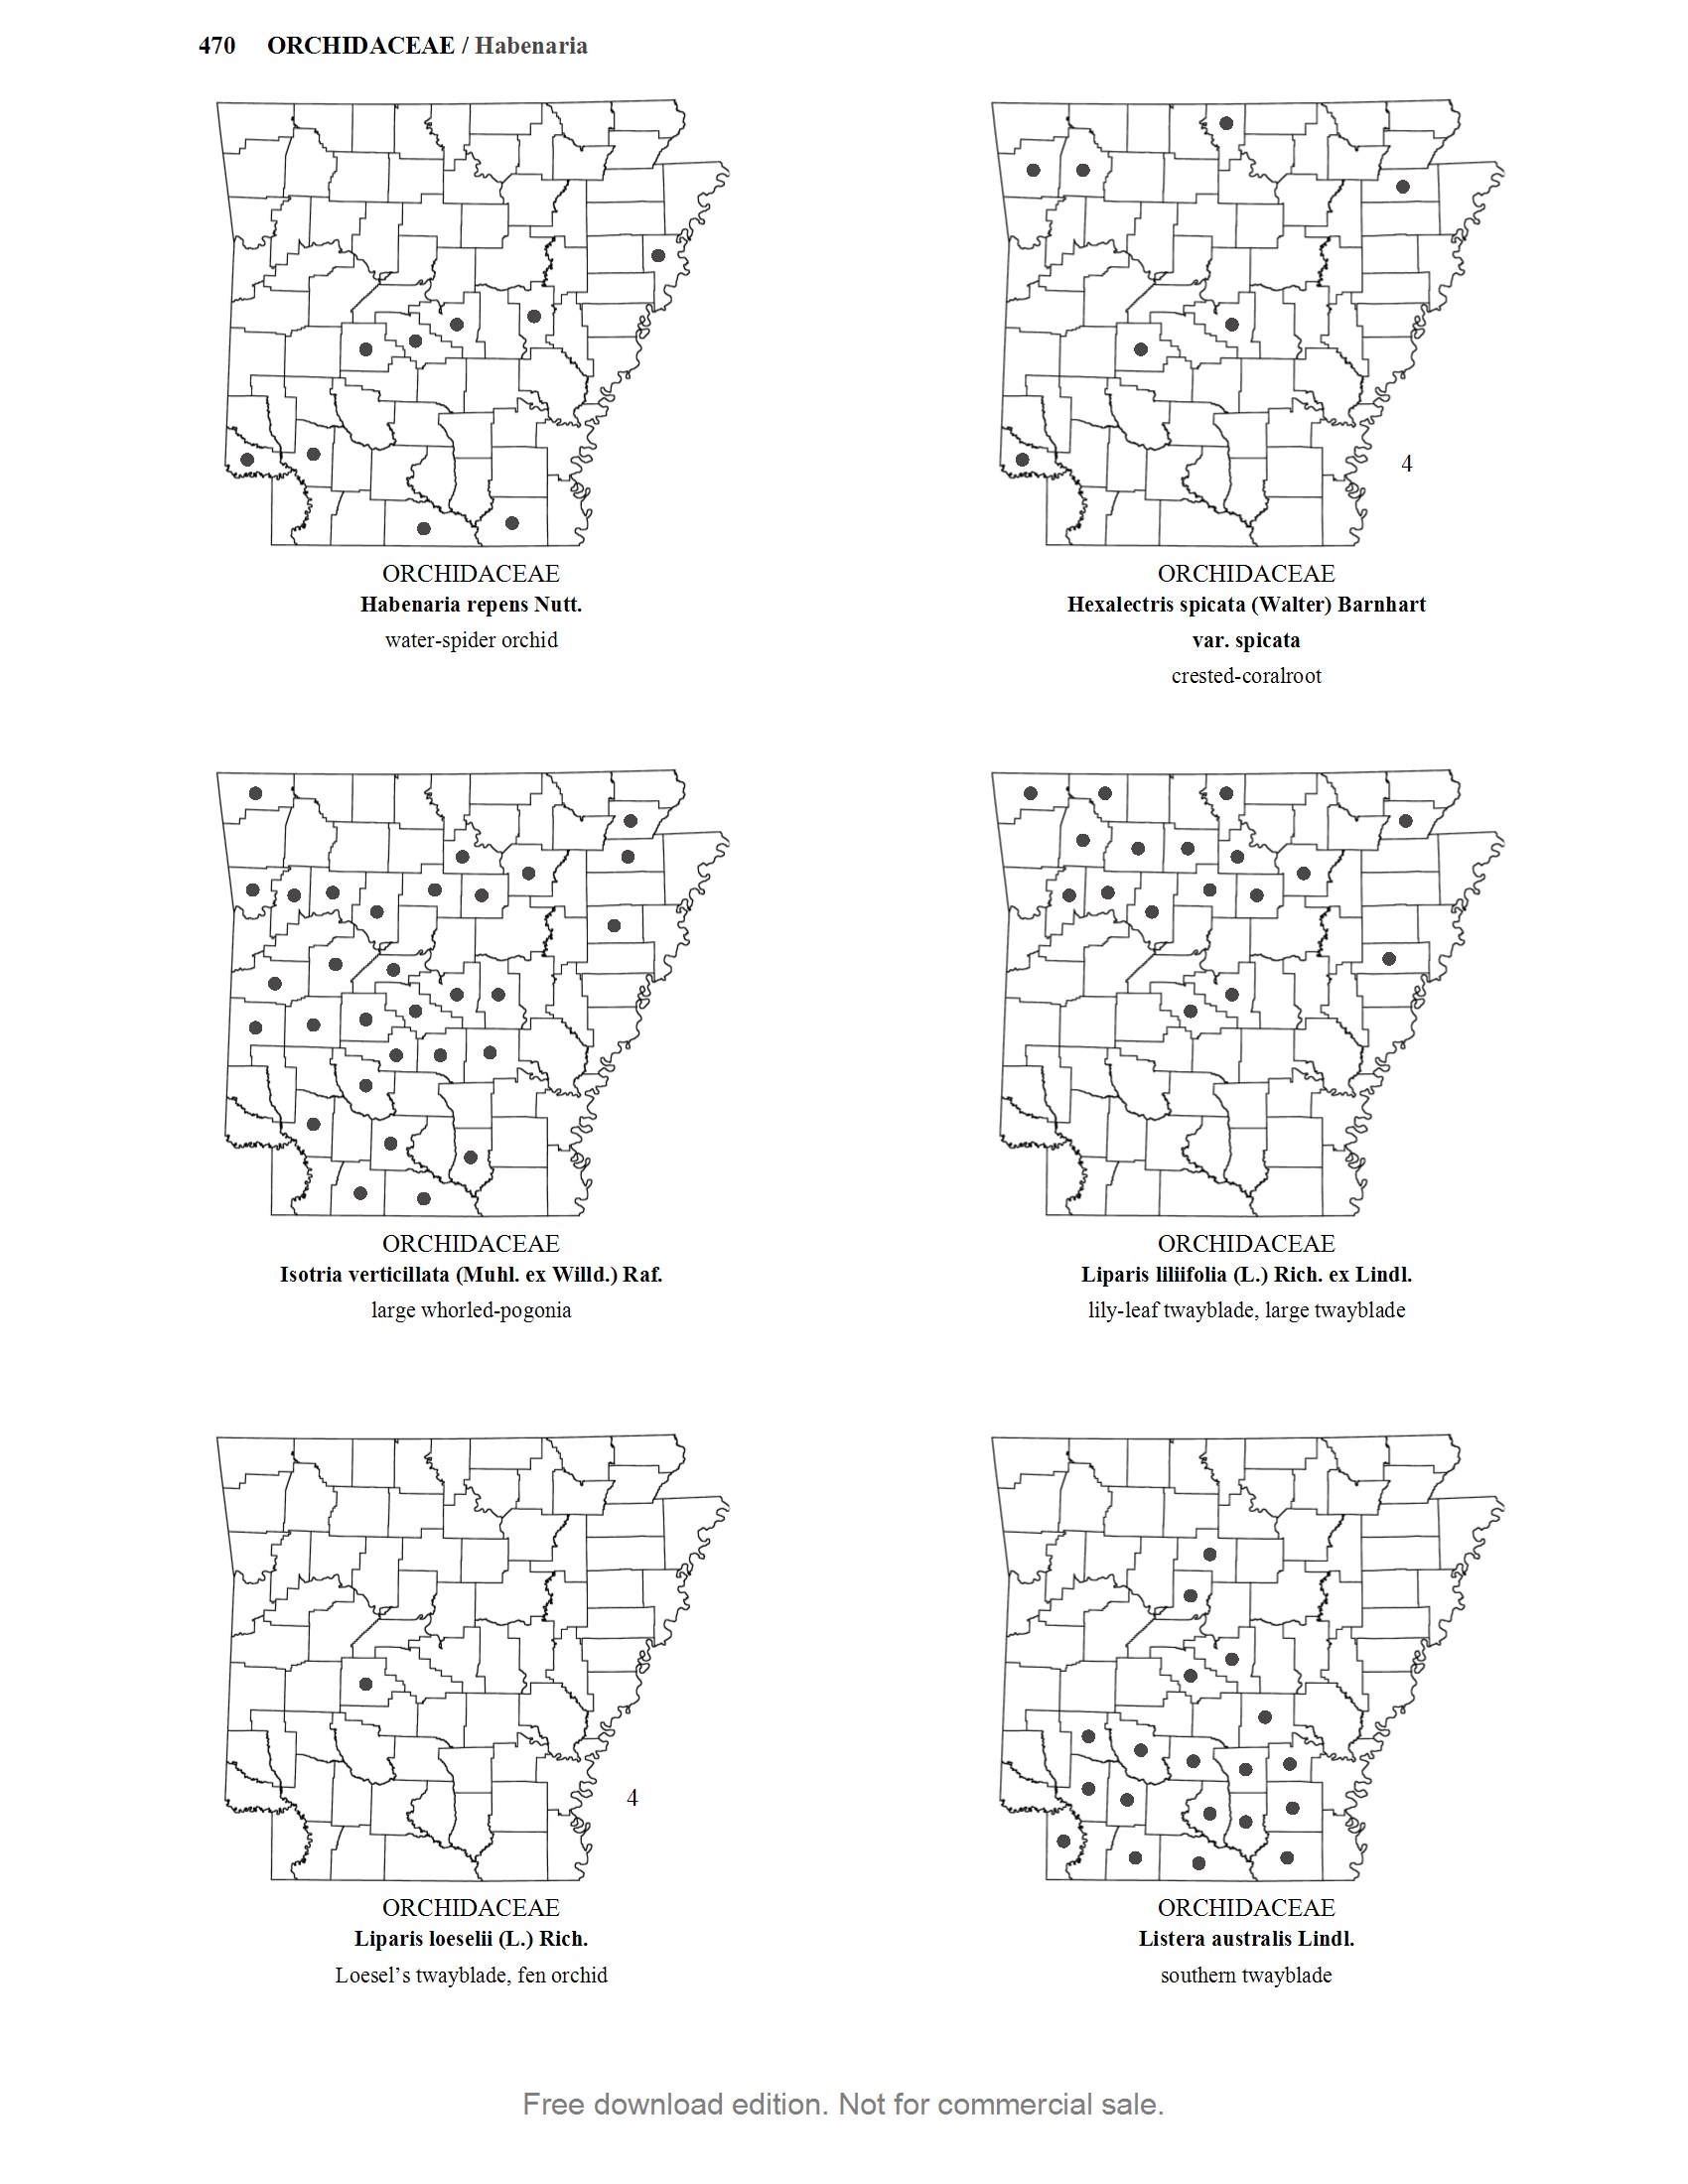 470 ORCHIDACEAE / Habenaria
ORCHIDACEAE
Habenaria repens Nutt.
water-spider orchid
4
ORCHIDACEAE
Hexalectris spicata (Walter) Barnhart
var. spicata
crested-coralroot
ORCHIDACEAE
Isotria verticillata (Muhl. ex Willd.) Raf.
large whorled-pogonia
ORCHIDACEAE
Liparis liliifolia (L.) Rich. ex Lindl.
lily-leaf twayblade, large twayblade
4
ORCHIDACEAE
Liparis loeselii (L.) Rich.
Loesel’s twayblade, fen orchid
ORCHIDACEAE
Listera australis Lindl.
southern twayblade
Free download edition. Not for commercial sale.